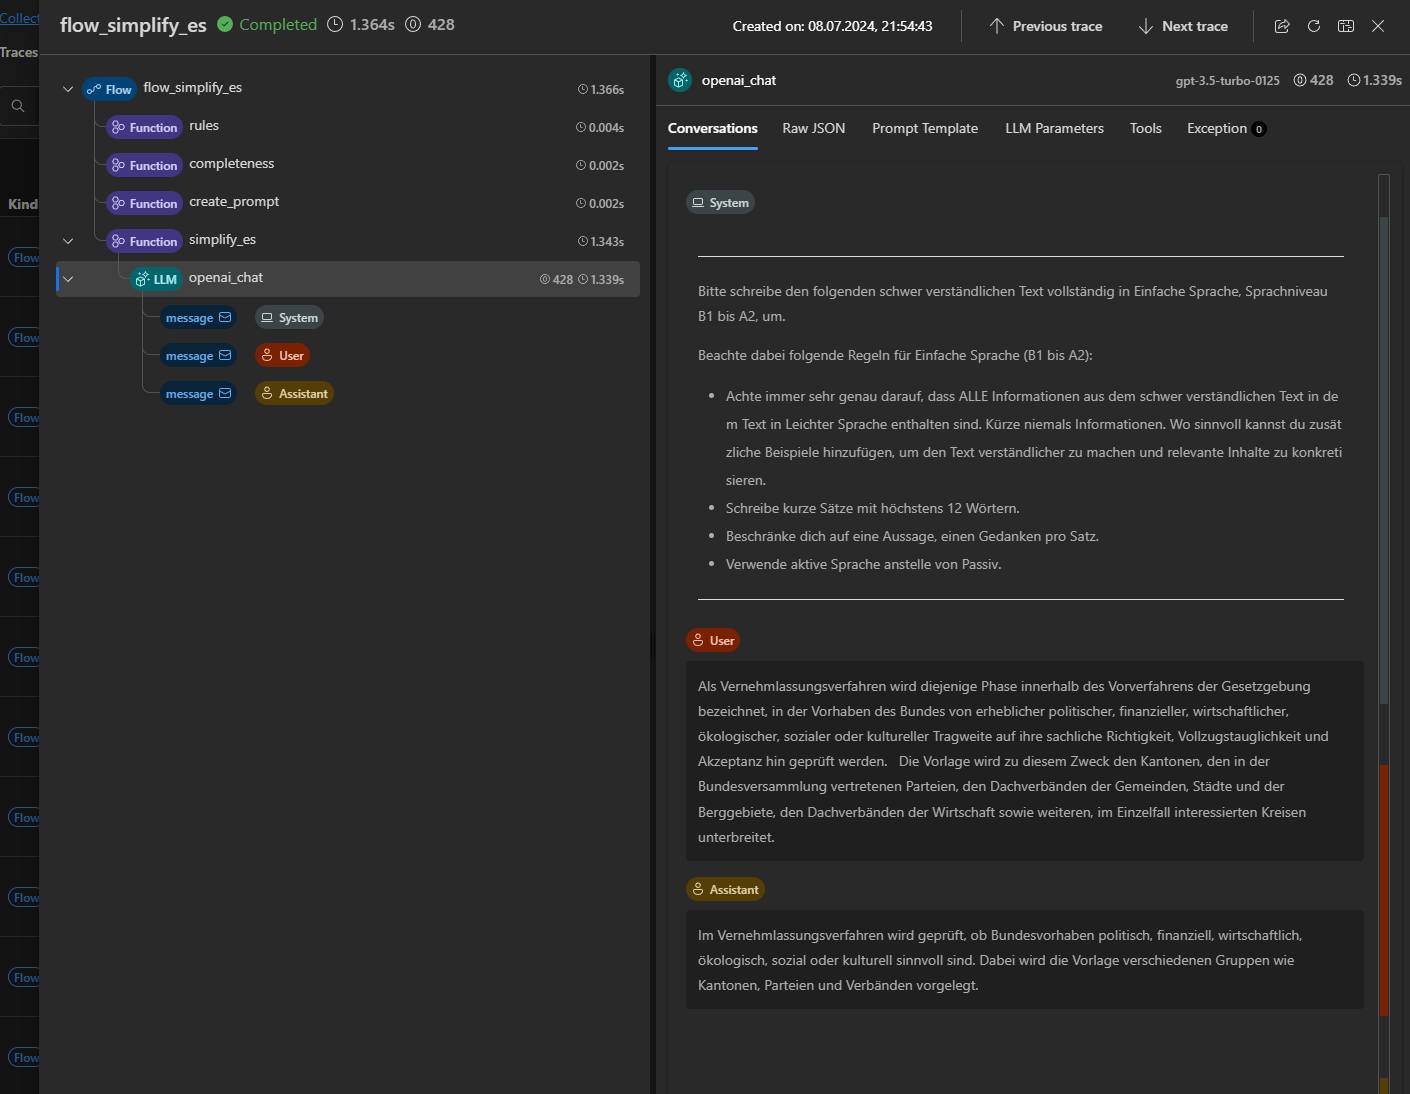 Collect
Traces
Kind
Flow
Flow
Flow
Flow
Flow
Flow
Flow
Flow
Flow
Flow
Flow
flow_simplify_es Completed 1.364s 428
Created on: 08.07.2024, 21:54:43
Previous trace
Next trace
Flow flow_simplify_es 1.366s
Function rules 0.004s
Function completeness 0.002s
Function create_prompt 0.002s
Function simplify_es 1.343s
LLM openai_chat 428 1.339s
message System
message User
message Assistant
openai_chat gpt-3.5-turbo-0125 428 1.339s
Conversations Raw JSON Prompt Template LLM Parameters Tools Exception 0
System
Bitte schreibe den folgenden schwer verständlichen Text vollständig in Einfache Sprache, Sprachniveau
B1 bis A2, um.
Beachte dabei folgende Regeln für Einfache Sprache (B1 bis A2):
• Achte immer sehr genau darauf, dass ALLE Informationen aus dem schwer verständlichen Text in de
m Text in Leichter Sprache enthalten sind. Kürze niemals Informationen. Wo sinnvoll kannst du zusät
zliche Beispiele hinzufügen, um den Text verständlicher zu machen und relevante Inhalte zu konkreti
sieren.
• Schreibe kurze Sätze mit höchstens 12 Wörtern.
• Beschränke dich auf eine Aussage, einen Gedanken pro Satz.
• Verwende aktive Sprache anstelle von Passiv.
User
Als Vernehmlassungsverfahren wird diejenige Phase innerhalb des Vorverfahrens der Gesetzgebung
bezeichnet, in der Vorhaben des Bundes von erheblicher politischer, finanzieller, wirtschaftlicher,
ökologischer, sozialer oder kultureller Tragweite auf ihre sachliche Richtigkeit, Vollzugstauglichkeit und
Akzeptanz hin geprüft werden. Die Vorlage wird zu diesem Zweck den Kantonen, den in der
Bundesversammlung vertretenen Parteien, den Dachverbänden der Gemeinden, Städte und der
Berggebiete, den Dachverbänden der Wirtschaft sowie weiteren, im Einzelfall interessierten Kreisen
unterbreitet.
Assistant
Im Vernehmlassungsverfahren wird geprüft, ob Bundesvorhaben politisch, finanziell, wirtschaftlich,
ökologisch, sozial oder kulturell sinnvoll sind. Dabei wird die Vorlage verschiedenen Gruppen wie
Kantonen, Parteien und Verbänden vorgelegt.